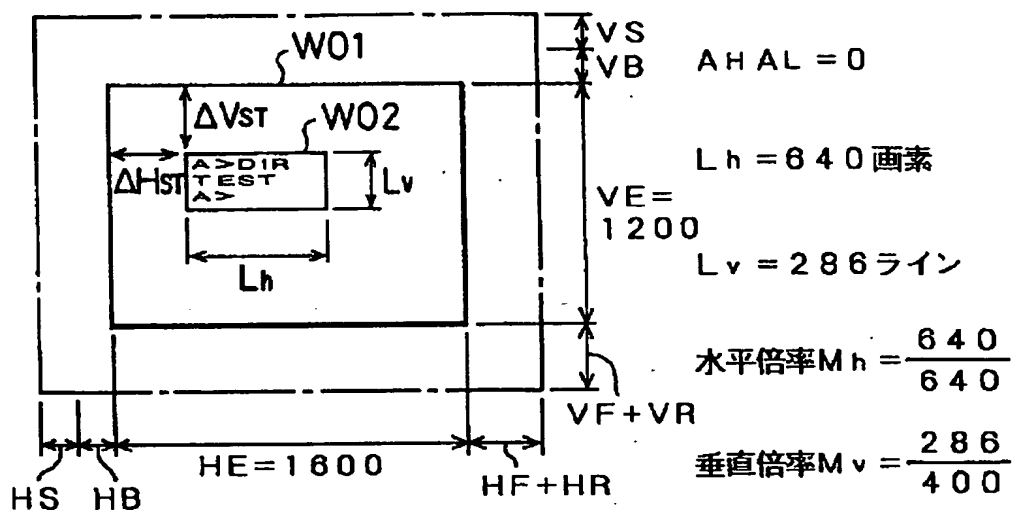 VS
VB
W01
ΔVST
W02
A>DIR
TEST
A>
ΔHST
Lv
Lh
VE=
1200
VF+VR
HE=1600
HS
HB
HF+HR
AHAL=0
Lh=640画素
Lv=286ライン
水平倍率Mh=640/640
垂直倍率Mv=286/400